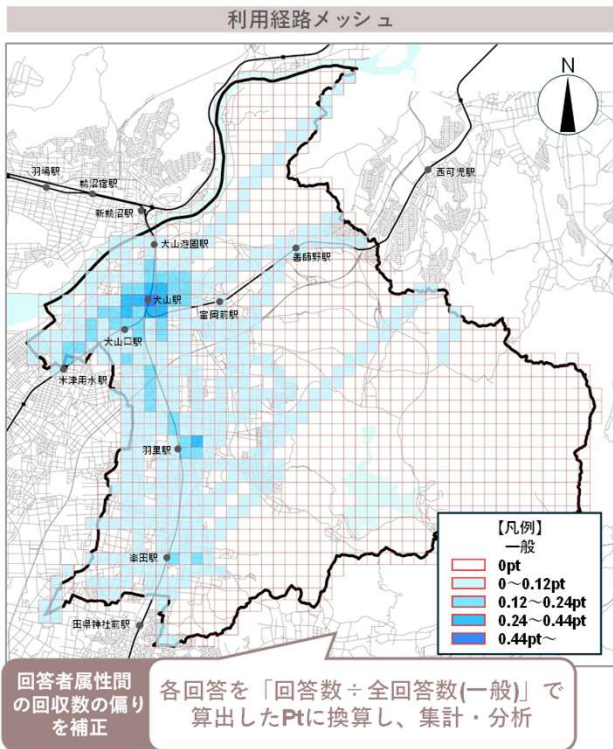 利用経路メッシュ
N
羽場駅
鵜沼宿駅
新鵜沼駅
西可児駅
犬山遊園駅
善師野駅
犬山駅
富岡前駅
犬山口駅
木津用水駅
羽黒駅
楽田駅
田県神社前駅
【凡例】
一般
0pt
0～0.12pt
0.12～0.24pt
0.24～0.44pt
0.44pt～
回答者属性間
の回収数の偏り
を補正
各回答を「回答数÷全回答数(一般)」で
算出したPtに換算し、集計・分析